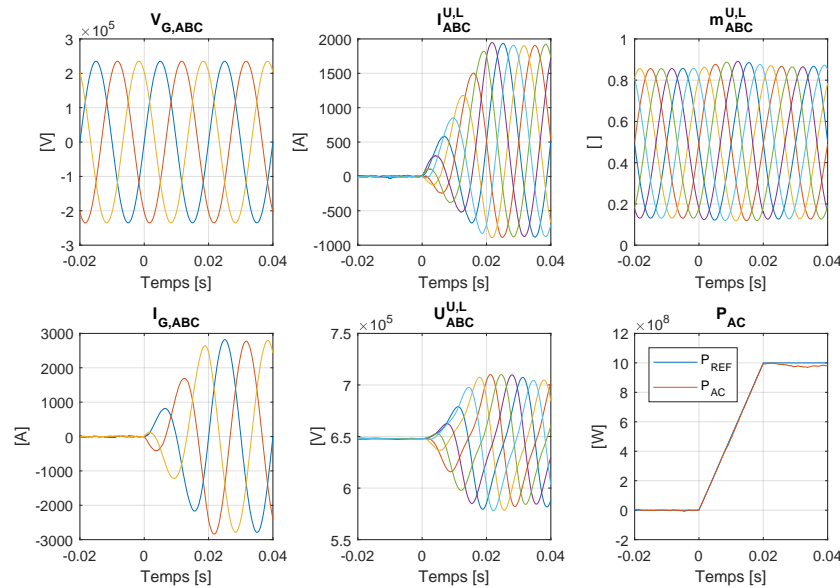 V_G,ABC
× 10^5
3
2
1
0
-1
-2
-3
[V]
-0.02 0 0.02 0.04
Temps [s]
I_ABC^U,L
2000
1500
1000
500
0
-500
-1000
[A]
-0.02 0 0.02 0.04
Temps [s]
m_ABC^U,L
1
0.8
0.6
0.4
0.2
0
[ ]
-0.02 0 0.02 0.04
Temps [s]
I_G,ABC
3000
2000
1000
0
-1000
-2000
-3000
[A]
-0.02 0 0.02 0.04
Temps [s]
U_ABC^U,L
× 10^5
7.5
7
6.5
6
5.5
[V]
-0.02 0 0.02 0.04
Temps [s]
P_AC
× 10^8
12
10
8
6
4
2
0
-2
[W]
P_REF
P_AC
-0.02 0 0.02 0.04
Temps [s]